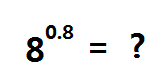 8^0.8 = ?